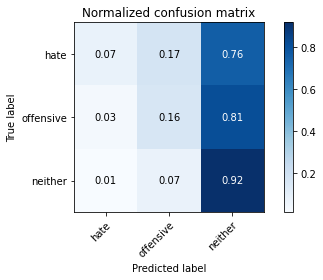 Normalized confusion matrix
True label
hate 0.07 0.17 0.76
offensive 0.03 0.16 0.81
neither 0.01 0.07 0.92
hate offensive neither
Predicted label
0.8
0.6
0.4
0.2